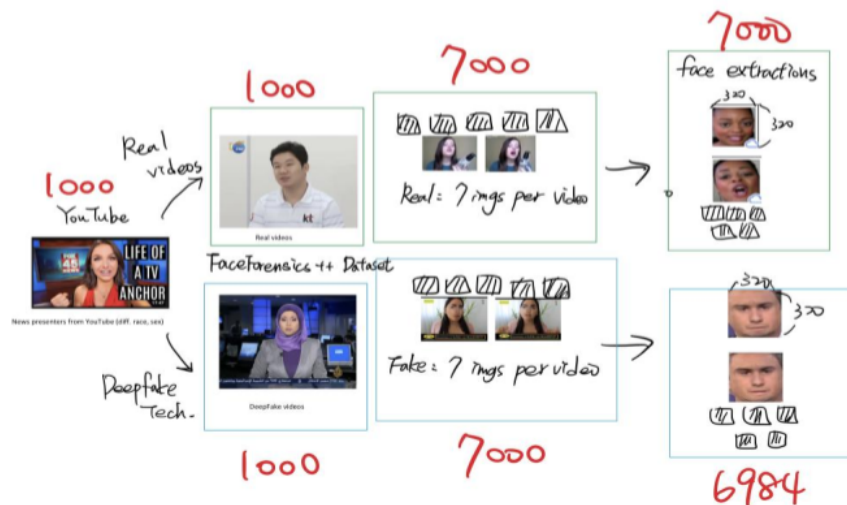 1000
7000
7000
face extractions
320
320
Real
videos
1000
YouTube
LIFE OF
A TV
ANCHOR
News presenters from YouTube (diff. race, sex)
kt
Real videos
Real: 7 imgs per video
FaceForensics ++ Dataset
Deepfake
Tech.
DeepFake videos
Fake: 7 imgs per video
320
320
1000
7000
6984